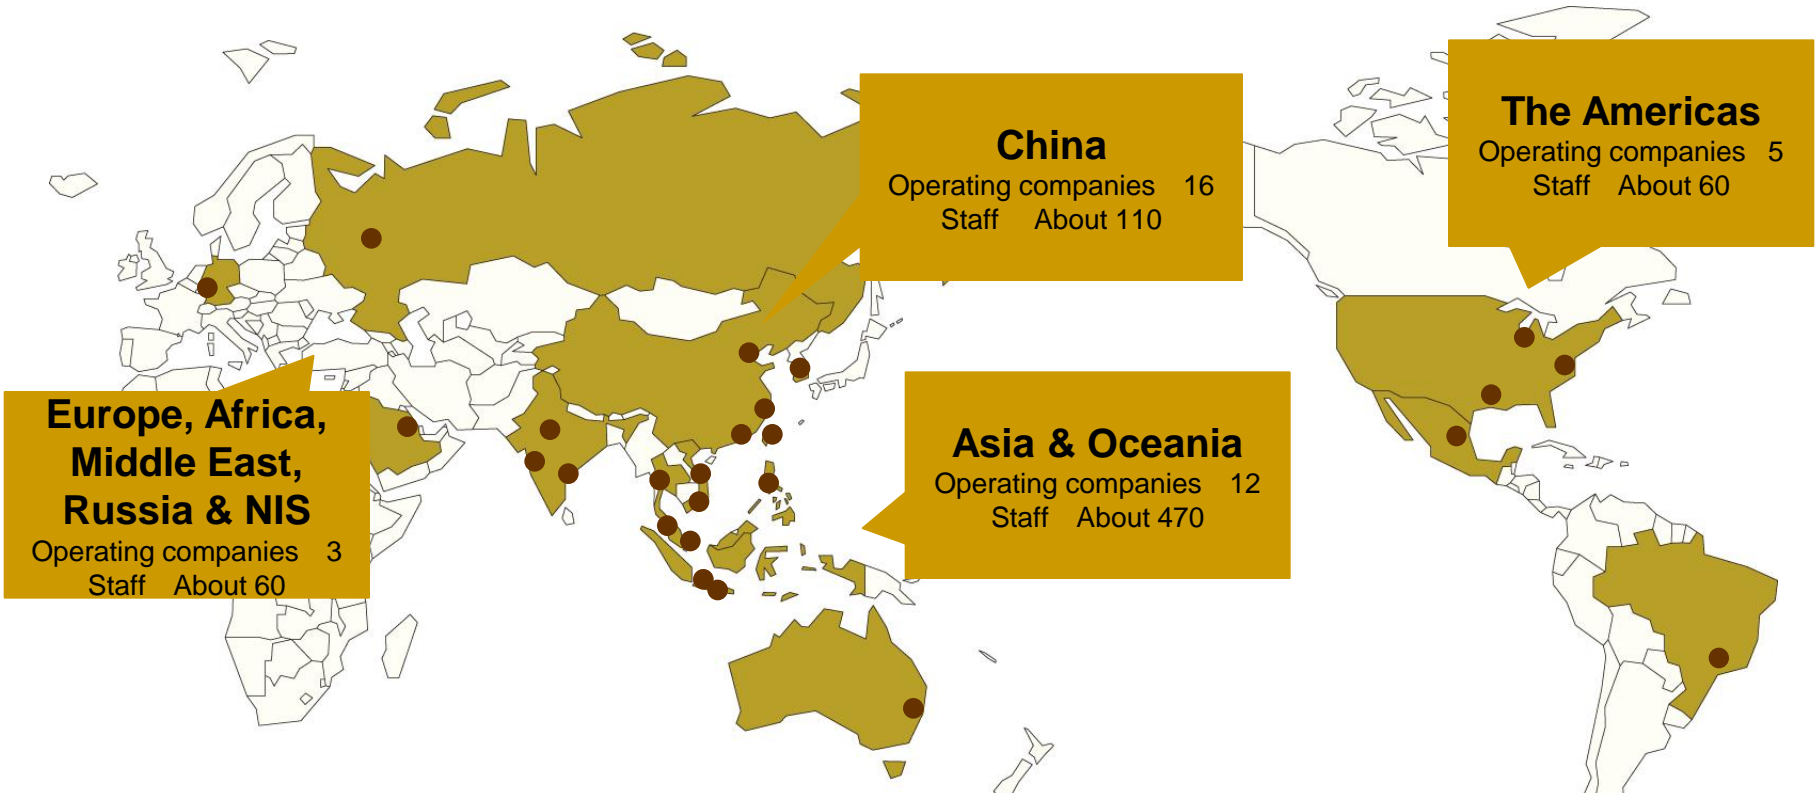 The Americas
Operating companies 5
Staff About 60
China
Operating companies 16
Staff About 110
Europe, Africa,
Middle East,
Russia & NIS
Operating companies 3
Staff About 60
Asia & Oceania
Operating companies 12
Staff About 470